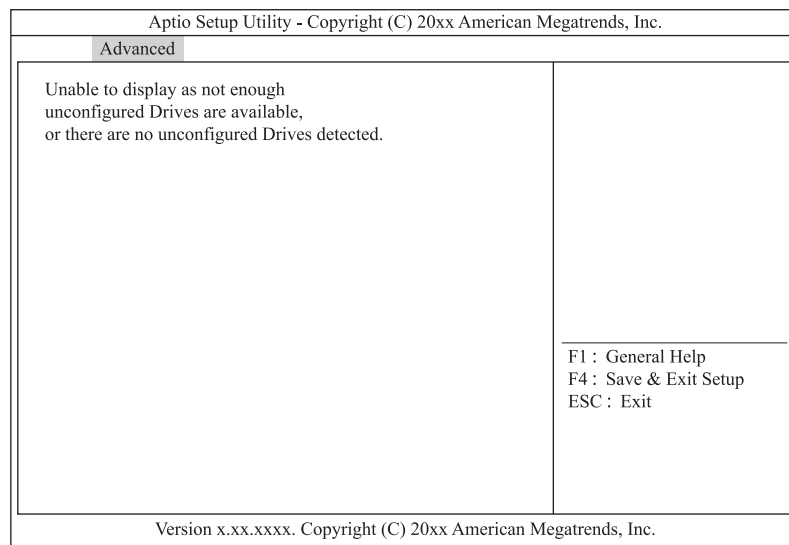 Aptio Setup Utility - Copyright (C) 20xx American Megatrends, Inc.
Advanced
Unable to display as not enough
unconfigured Drives are available,
or there are no unconfigured Drives detected.
F1 : General Help
F4 : Save & Exit Setup
ESC : Exit
Version x.xx.xxxx. Copyright (C) 20xx American Megatrends, Inc.